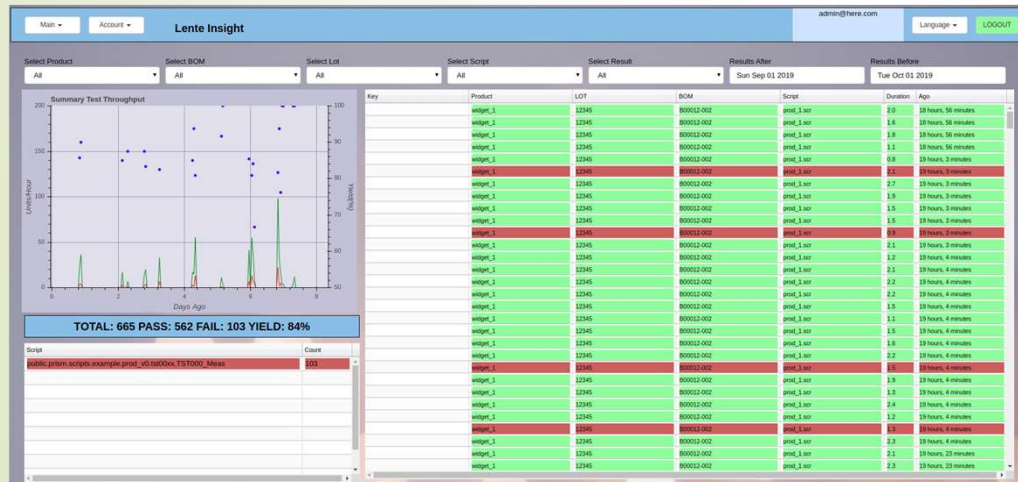 Main Account Lente Insight admin@here.com Language LOGOUT
Select Product Select BOM Select Lot Select Script Select Result Results After Results Before
All All All All All Sun Sep 01 2019 Tue Oct 01 2019
Summary Test Throughput
200 100
150 90
100 80
50 70
0 60
50
Units/Hour
Yield(%)
0 2 4 6 8
Days Ago
TOTAL: 665 PASS: 562 FAIL: 103 YIELD: 84%
Script Count
public.prism.scripts.example.prod_v0.tst00xx.TST000_Meas 103
Key Product LOT BOM Script Duration Ago
widget_1 12345 B00012-002 prod_1.scr 2.0 18 hours, 56 minutes
widget_1 12345 B00012-002 prod_1.scr 1.6 18 hours, 56 minutes
widget_1 12345 B00012-002 prod_1.scr 1.8 18 hours, 56 minutes
widget_1 12345 B00012-002 prod_1.scr 1.1 18 hours, 56 minutes
widget_1 12345 B00012-002 prod_1.scr 0.8 19 hours, 3 minutes
widget_1 12345 B00012-002 prod_1.scr 2.1 19 hours, 3 minutes
widget_1 12345 B00012-002 prod_1.scr 2.7 19 hours, 3 minutes
widget_1 12345 B00012-002 prod_1.scr 1.9 19 hours, 3 minutes
widget_1 12345 B00012-002 prod_1.scr 1.5 19 hours, 3 minutes
widget_1 12345 B00012-002 prod_1.scr 1.5 19 hours, 3 minutes
widget_1 12345 B00012-002 prod_1.scr 0.9 19 hours, 3 minutes
widget_1 12345 B00012-002 prod_1.scr 2.1 19 hours, 3 minutes
widget_1 12345 B00012-002 prod_1.scr 1.2 19 hours, 4 minutes
widget_1 12345 B00012-002 prod_1.scr 2.1 19 hours, 4 minutes
widget_1 12345 B00012-002 prod_1.scr 2.2 19 hours, 4 minutes
widget_1 12345 B00012-002 prod_1.scr 2.2 19 hours, 4 minutes
widget_1 12345 B00012-002 prod_1.scr 1.5 19 hours, 4 minutes
widget_1 12345 B00012-002 prod_1.scr 1.1 19 hours, 4 minutes
widget_1 12345 B00012-002 prod_1.scr 1.5 19 hours, 4 minutes
widget_1 12345 B00012-002 prod_1.scr 1.6 19 hours, 4 minutes
widget_1 12345 B00012-002 prod_1.scr 2.2 19 hours, 4 minutes
widget_1 12345 B00012-002 prod_1.scr 1.5 19 hours, 4 minutes
widget_1 12345 B00012-002 prod_1.scr 1.9 19 hours, 4 minutes
widget_1 12345 B00012-002 prod_1.scr 1.3 19 hours, 4 minutes
widget_1 12345 B00012-002 prod_1.scr 2.4 19 hours, 4 minutes
widget_1 12345 B00012-002 prod_1.scr 1.2 19 hours, 4 minutes
widget_1 12345 B00012-002 prod_1.scr 1.3 19 hours, 4 minutes
widget_1 12345 B00012-002 prod_1.scr 2.3 19 hours, 4 minutes
widget_1 12345 B00012-002 prod_1.scr 2.1 19 hours, 23 minutes
widget_1 12345 B00012-002 prod_1.scr 2.3 19 hours, 23 minutes